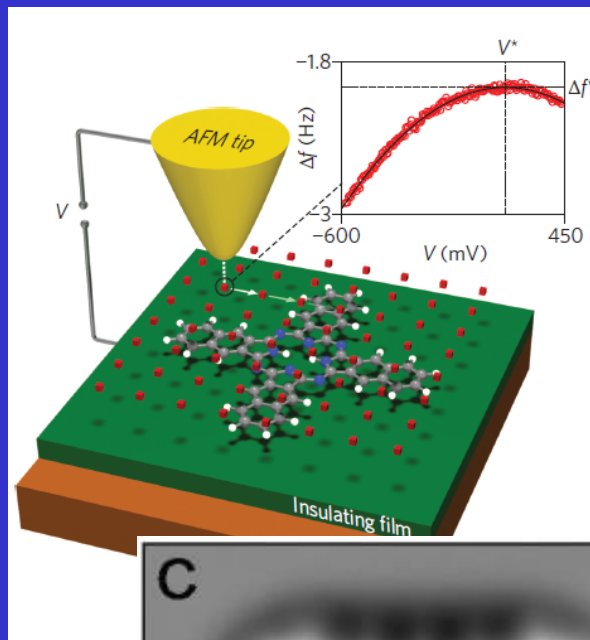 V*
−1.8
Δf*
Δf (Hz)
−3
−600
450
V (mV)
AFM tip
V
Insulating film
C